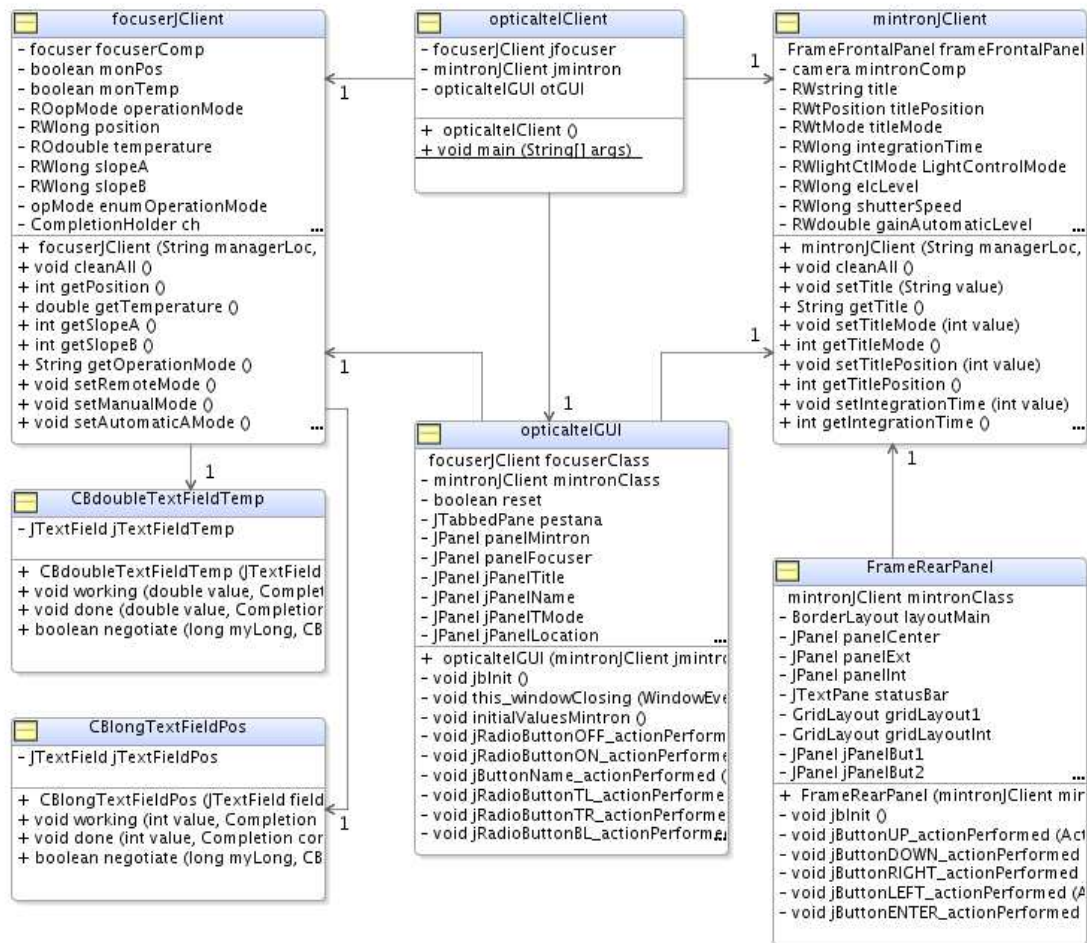 focuserJClient
- focuser focuserComp
- boolean monPos
- boolean monTemp
- ROopMode operationMode
- RWlong position
- ROdouble temperature
- RWlong slopeA
- RWlong slopeB
- opMode enumOperationMode
- CompletionHolder ch
...
+ focuserJClient (String managerLoc,
+ void cleanAll ()
+ int getPosition ()
+ double getTemperature ()
+ int getSlopeA ()
+ int getSlopeB ()
+ String getOperationMode ()
+ void setRemoteMode ()
+ void setManualMode ()
+ void setAutomaticAMode ()
...
opticaltelClient
- focuserJClient jfocuser
- mintronJClient jmintron
- opticaltelGUI otGUI
+ opticaltelClient ()
+ void main (String[] args)
mintronJClient
FrameFrontalPanel frameFrontalPanel
- camera mintronComp
- RWstring title
- RWtPosition titlePosition
- RWtMode titleMode
- RWlong integrationTime
- RWlightCtlMode LightControlMode
- RWlong elcLevel
- RWlong shutterSpeed
- RWdouble gainAutomaticLevel
...
+ mintronJClient (String managerLoc,
+ void cleanAll ()
+ void setTitle (String value)
+ String getTitle ()
+ void setTitleMode (int value)
+ int getTitleMode ()
+ void setTitlePosition (int value)
+ int getTitlePosition ()
+ void setIntegrationTime (int value)
+ int getIntegrationTime ()
...
1
1
1
1
1
1
1
1
CBdoubleTextFieldTemp
- JTextField jTextFieldTemp
+ CBdoubleTextFieldTemp (JTextField
+ void working (double value, Complet
+ void done (double value, Completion
+ boolean negotiate (long myLong, CB
CBlongTextFieldPos
- JTextField jTextFieldPos
+ CBlongTextFieldPos (JTextField field
+ void working (int value, Completion
+ void done (int value, Completion con
+ boolean negotiate (long myLong, CB
opticaltelGUI
focuserJClient focuserClass
- mintronJClient mintronClass
- boolean reset
- JTabbedPane pestana
- JPanel panelMintron
- JPanel panelFocuser
- JPanel jPanelTitle
- JPanel jPanelName
- JPanel jPanelTMode
- JPanel jPanelLocation
...
+ opticaltelGUI (mintronJClient jmintro
- void jbInit ()
- void this_windowClosing (WindowEve
- void initialValuesMintron ()
- void jRadioButtonOFF_actionPerform
- void jRadioButtonON_actionPerform
- void jButtonName_actionPerformed (
- void jRadioButtonTL_actionPerforme
- void jRadioButtonTR_actionPerforme
- void jRadioButtonBL_actionPerforme
...
FrameRearPanel
mintronJClient mintronClass
- BorderLayout layoutMain
- JPanel panelCenter
- JPanel panelExt
- JPanel panelInt
- JTextPane statusBar
- GridLayout gridLayout1
- GridLayout gridLayoutInt
- JPanel jPanelBut1
- JPanel jPanelBut2
...
+ FrameRearPanel (mintronJClient mir
- void jbInit ()
- void jButtonUP_actionPerformed (Act
- void jButtonDOWN_actionPerformed
- void jButtonRIGHT_actionPerformed
- void jButtonLEFT_actionPerformed (A
- void jButtonENTER_actionPerformed